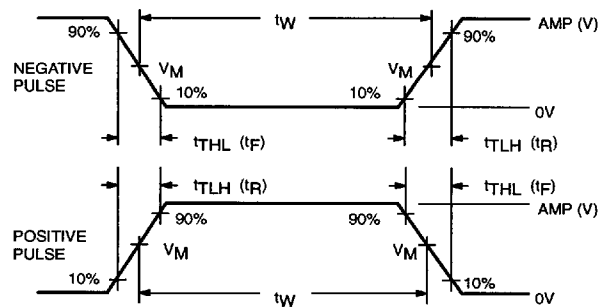 90% tW 90% AMP (V)
NEGATIVE PULSE VM VM
10% 10% 0V
tTHL (tF) tTLH (tR)
tTLH (tR) tTHL (tF)
90% 90% AMP (V)
POSITIVE PULSE VM VM
10% tW 10% 0V